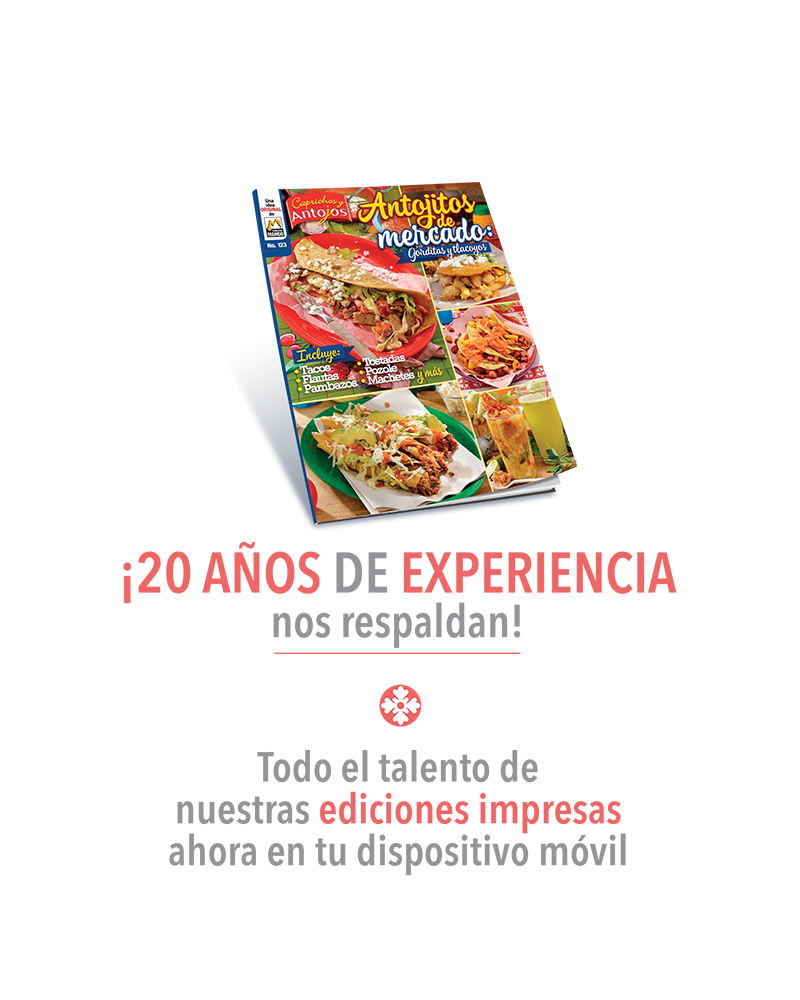 Una
idea
ORIGINAL
de
No. 123
Caprichos y
Antojos
Antojitos
de
mercado:
Gorditas y tlacoyos
Incluye:
• Tacos
• Flautas
• Pambazos
• Tostadas
• Pozole
• Machetes y más
¡20 AÑOS DE EXPERIENCIA
nos respaldan!
Todo el talento de
nuestras ediciones impresas
ahora en tu dispositivo móvil